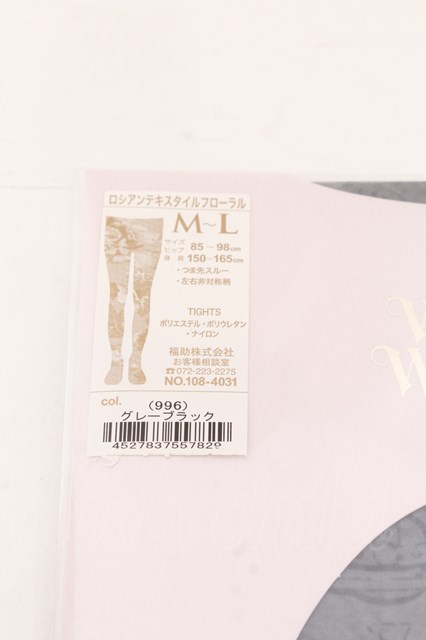 ロシアンテキスタイルフローラル
M~L
サイズ
ヒップ 85~98cm
身長 150~165cm
・つま先スルー
・左右非対称柄
TIGHTS
ポリエステル・ポリウレタン
・ナイロン
福助株式会社
お客様相談室
☎072-223-2275
NO.108-4031
col.
(996)
グレーブラック
4527837557829